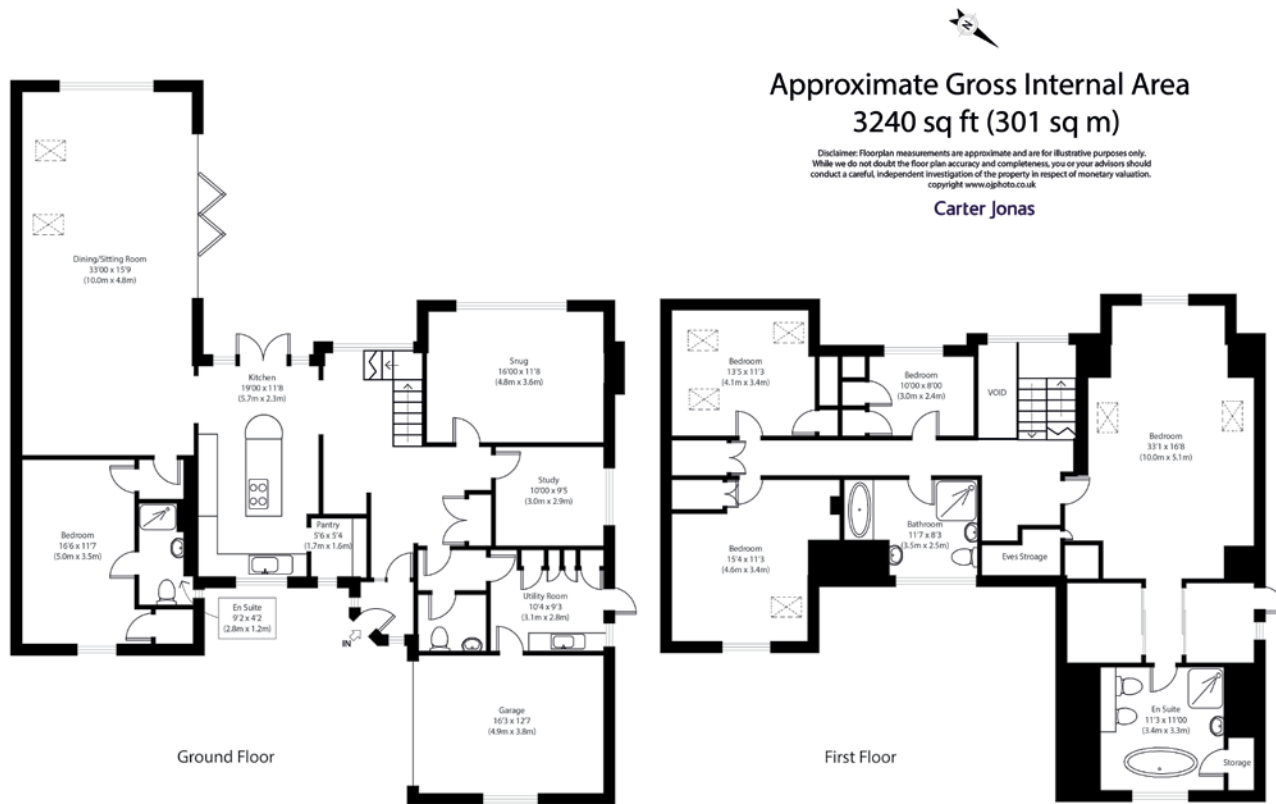 N
Approximate Gross Internal Area
3240 sq ft (301 sq m)
Disclaimer: Floorplan measurements are approximate and are for illustrative purposes only.
While we do not doubt the floor plan accuracy and completeness, you or your advisors should
conduct a careful, independent investigation of the property in respect of monetary valuation.
copyright www.ojphoto.co.uk
Carter Jonas
Dining/Sitting Room
33'00 x 15'9
(10.0m x 4.8m)
Kitchen
19'00 x 11'8
(5.7m x 2.3m)
Snug
16'00 x 11'8
(4.8m x 3.6m)
Study
10'00 x 9'5
(3.0m x 2.9m)
Pantry
5'6 x 5'4
(1.7m x 1.6m)
Bedroom
16'6 x 11'7
(5.0m x 3.5m)
En Suite
9'2 x 4'2
(2.8m x 1.2m)
Utility Room
10'4 x 9'3
(3.1m x 2.8m)
IN
Garage
16'3 x 12'7
(4.9m x 3.8m)
Ground Floor
Bedroom
13'5 x 11'3
(4.1m x 3.4m)
Bedroom
10'00 x 8'00
(3.0m x 2.4m)
VOID
Bedroom
33'1 x 16'8
(10.0m x 5.1m)
Bedroom
15'4 x 11'3
(4.6m x 3.4m)
Bathroom
11'7 x 8'3
(3.5m x 2.5m)
Eves Stroage
En Suite
11'3 x 11'00
(3.4m x 3.3m)
Storage
First Floor